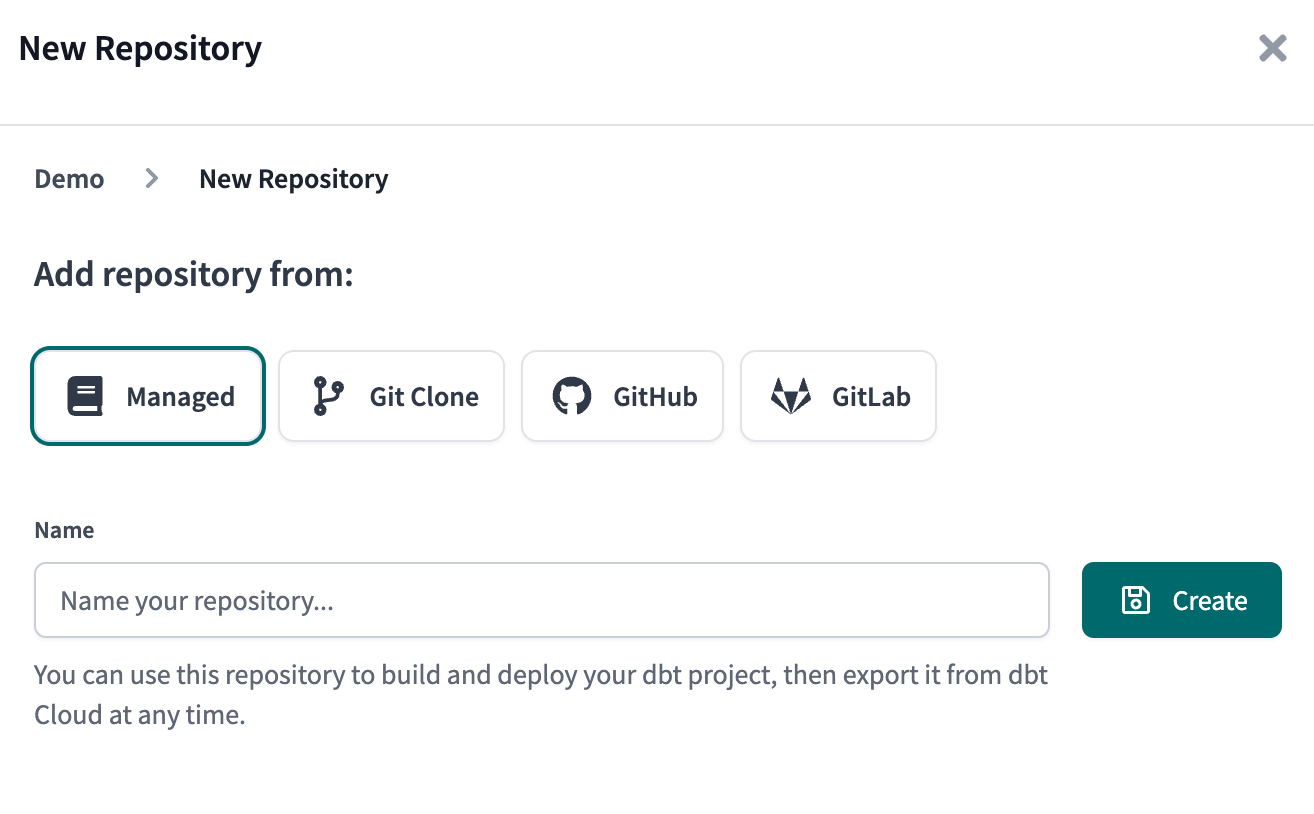 New Repository
Demo
New Repository
Add repository from:
Managed
Git Clone
GitHub
GitLab
Name
Name your repository...
Create
You can use this repository to build and deploy your dbt project, then export it from dbt
Cloud at any time.